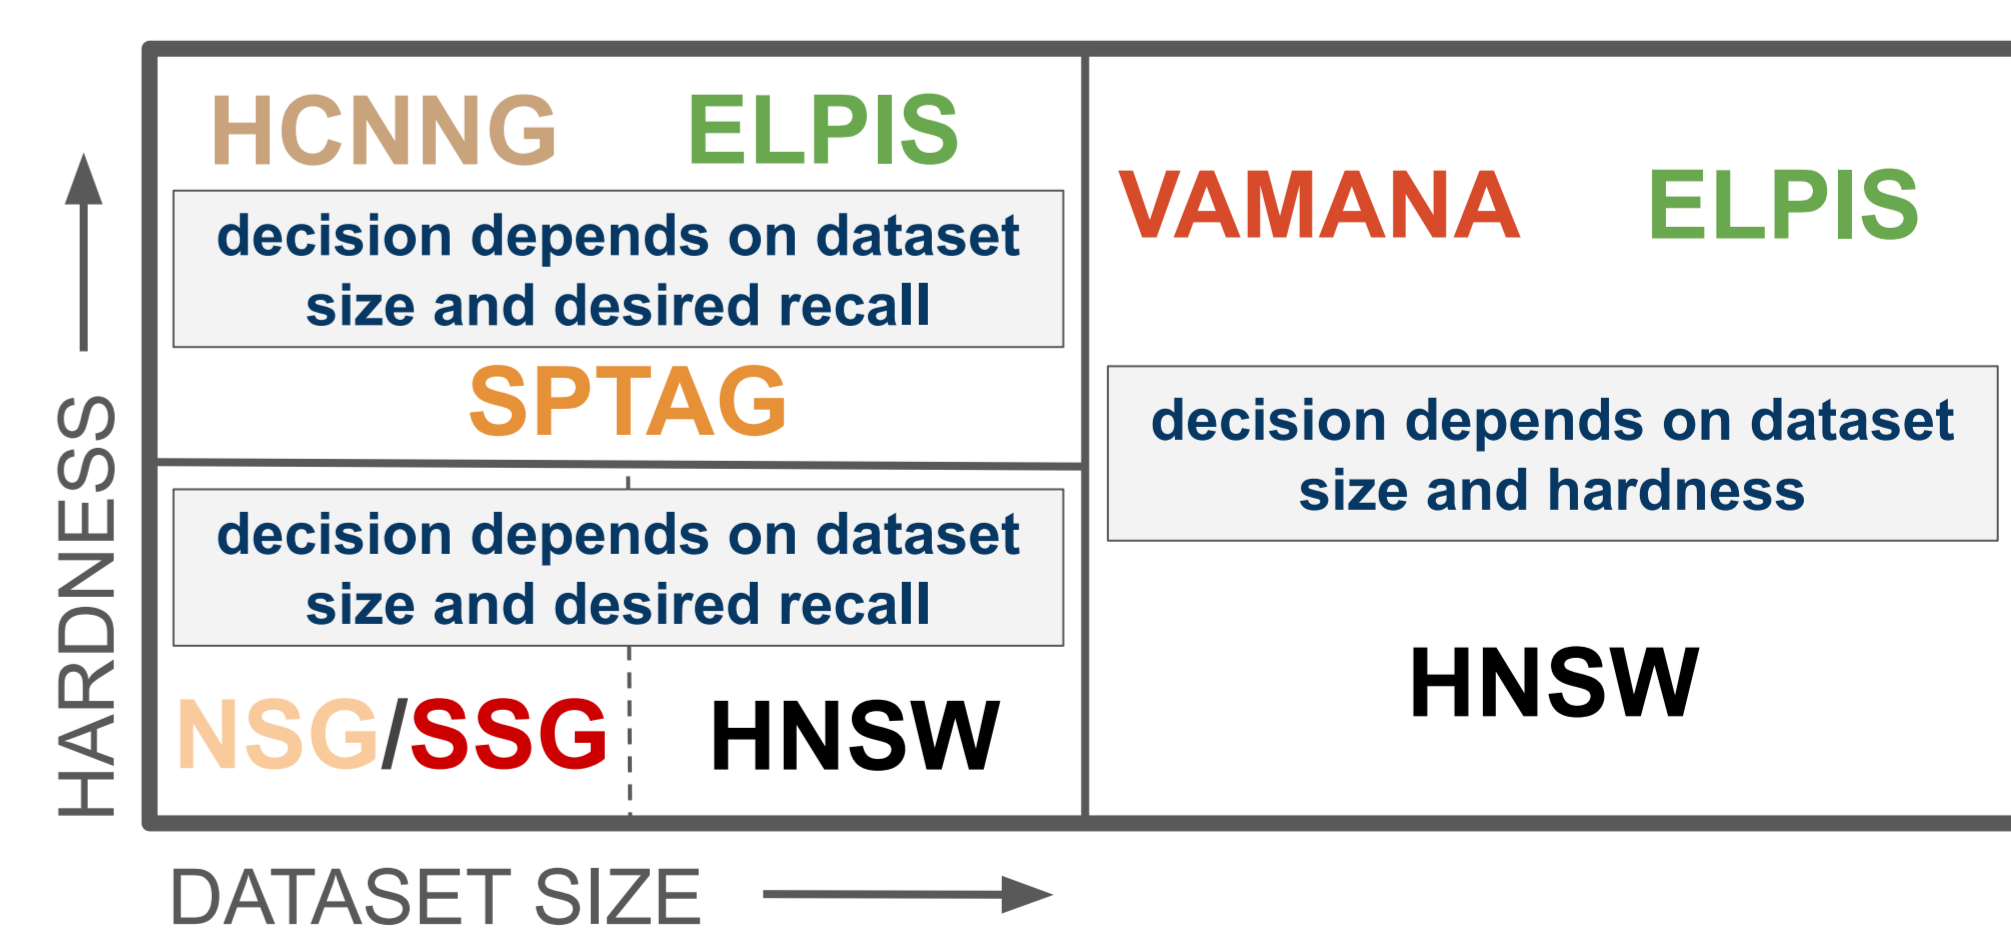 HCNNG ELPIS
decision depends on dataset
size and desired recall
SPTAG
decision depends on dataset
size and desired recall
NSG/SSG HNSW
VAMANA ELPIS
decision depends on dataset
size and hardness
HNSW
HARDNESS
DATASET SIZE